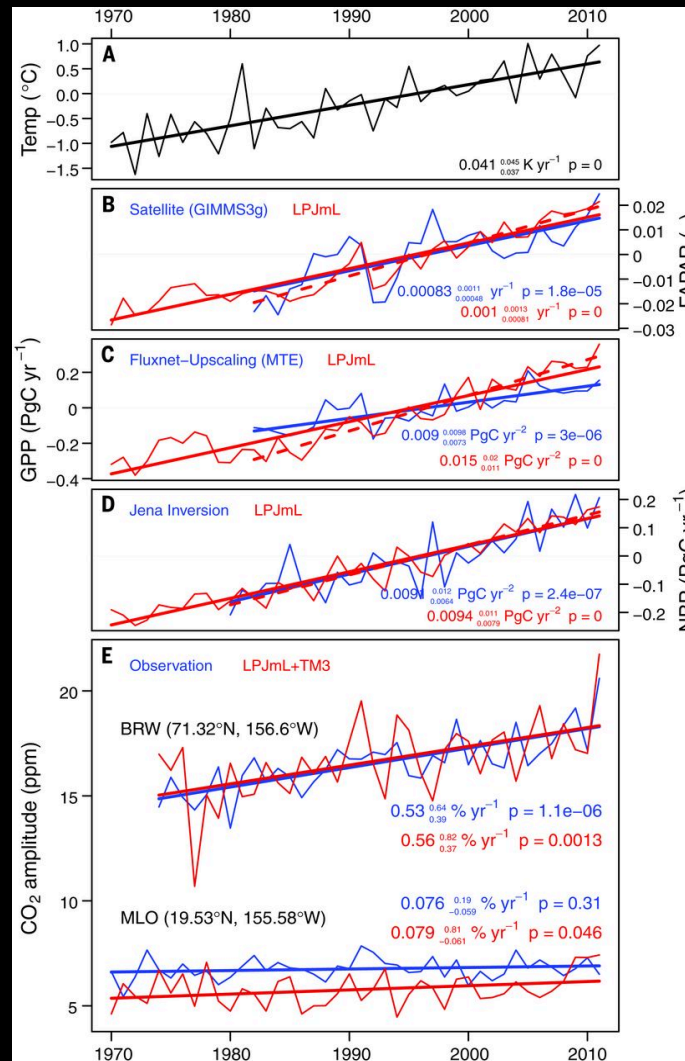 1970 1980 1990 2000 2010
A
1.0
0.5
0.0
−0.5
−1.0
−1.5
Temp (°C)
0.041 0.045 0.037 K yr−1 p = 0
B Satellite (GIMMS3g) LPJmL
0.02
0.01
0
−0.01
−0.02
−0.03
0.00083 0.0011 0.00048 yr−1 p = 1.8e−05
0.001 0.0013 0.00081 yr−1 p = 0
C Fluxnet−Upscaling (MTE) LPJmL
0.2
0
−0.2
−0.4
GPP (PgC yr−1)
0.009 0.0098 0.0073 PgC yr−2 p = 3e−06
0.015 0.02 0.011 PgC yr−2 p = 0
D Jena Inversion LPJmL
0.2
0.1
0
−0.1
−0.2
0.0091 0.012 0.0064 PgC yr−2 p = 2.4e−07
0.0094 0.011 0.0079 PgC yr−2 p = 0
E Observation LPJmL+TM3
20
15
10
5
CO2 amplitude (ppm)
BRW (71.32°N, 156.6°W)
0.53 0.64 0.39 % yr−1 p = 1.1e−06
0.56 0.82 0.37 % yr−1 p = 0.0013
MLO (19.53°N, 155.58°W)
0.076 0.19 −0.059 % yr−1 p = 0.31
0.079 0.81 −0.061 % yr−1 p = 0.046
1970 1980 1990 2000 2010